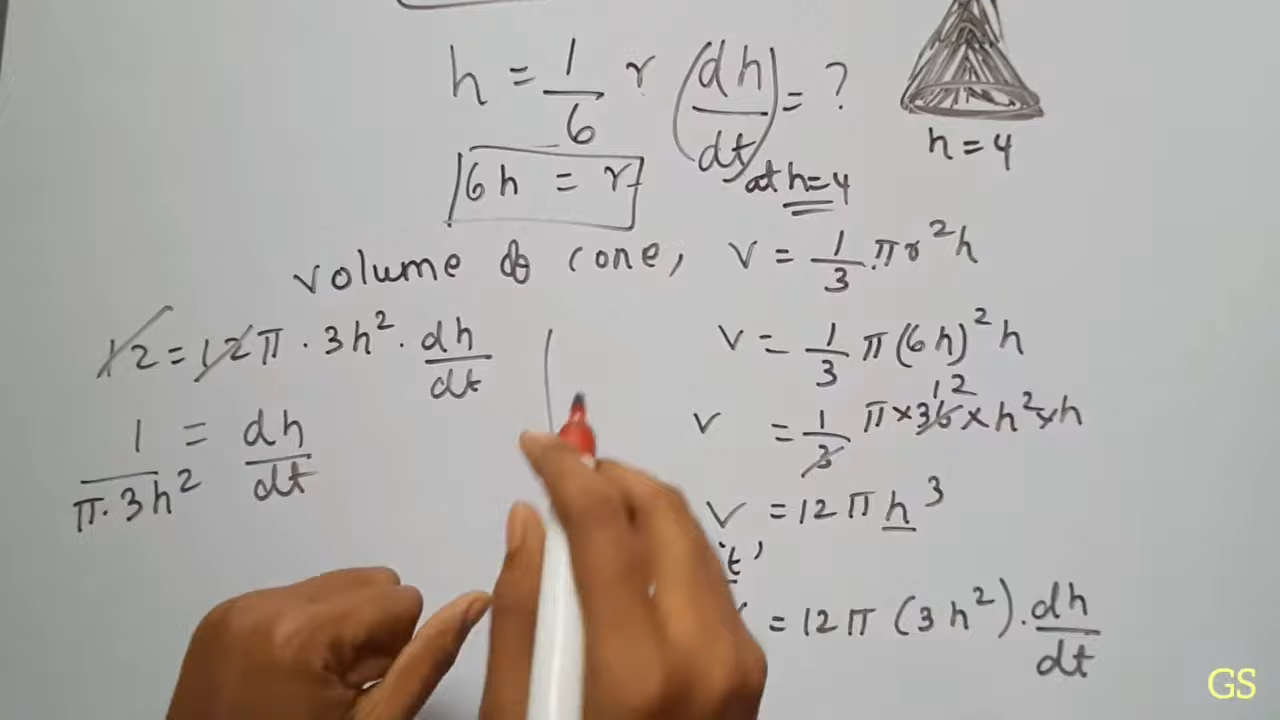 h = 1/6 r (dh/dt) = ?
at h=4
h = 4
6h = r
volume of cone, V = 1/3 . πr²h
V = 1/3 π(6h)²h
V = 1/3 π × 36 × h² × h
12
V = 12πh³
't'
= 12π(3h²) . dh/dt
12 = 12π . 3h² . dh/dt
1/π.3h² = dh/dt
GS